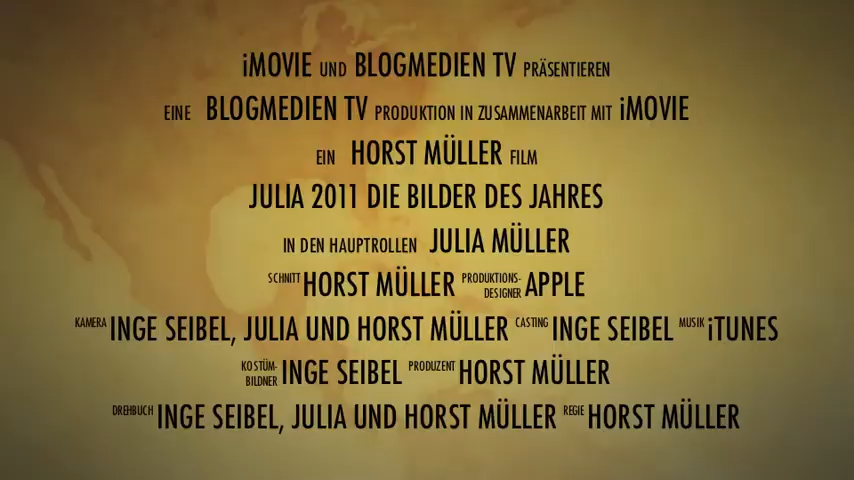 iMOVIE UND BLOGMEDIEN TV PRÄSENTIEREN
EINE BLOGMEDIEN TV PRODUKTION IN ZUSAMMENARBEIT MIT iMOVIE
EIN HORST MÜLLER FILM
JULIA 2011 DIE BILDER DES JAHRES
IN DEN HAUPTROLLEN JULIA MÜLLER
SCHNITT HORST MÜLLER PRODUKTIONS-DESIGNER APPLE
KAMERA INGE SEIBEL, JULIA UND HORST MÜLLER CASTING INGE SEIBEL MUSIK iTUNES
KOSTÜM-BILDNER INGE SEIBEL PRODUZENT HORST MÜLLER
DREHBUCH INGE SEIBEL, JULIA UND HORST MÜLLER REGIE HORST MÜLLER